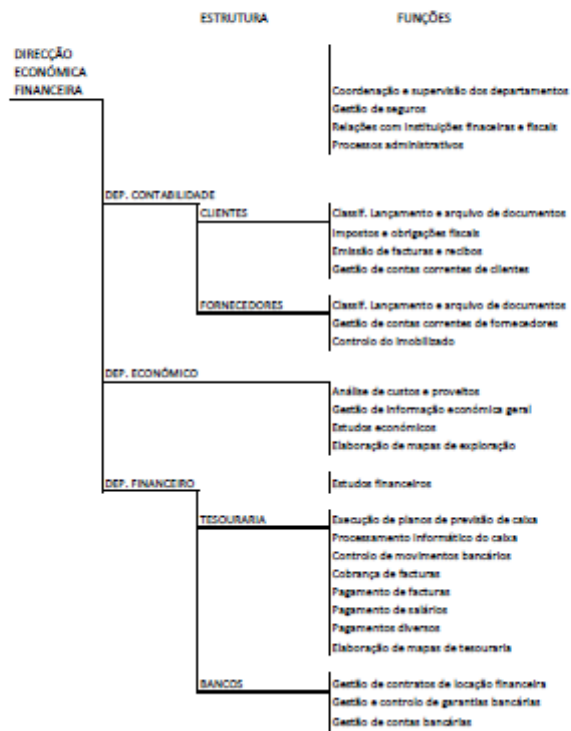 ESTRUTURA FUNÇÕES
DIRECÇÃO
ECONÓMICA
FINANCEIRA
Coordenação e supervisão dos departamentos
Gestão de seguros
Relações com instituições finaceiras e fiscais
Processos administrativos
DEP. CONTABILIDADE
CLIENTES
Classif. Lançamento e arquivo de documentos
Impostos e obrigações fiscais
Emissão de facturas e recibos
Gestão de contas correntes de clientes
FORNECEDORES
Classif. Lançamento e arquivo de documentos
Gestão de contas correntes de fornecedores
Controlo do imobilizado
DEP. ECONÓMICO
Análise de custos e proveitos
Gestão de informação económica geral
Estudos económicos
Elaboração de mapas de exploração
DEP. FINANCEIRO
Estudos financeiros
TESOURARIA
Execução de planos de previsão de caixa
Processamento informático do caixa
Controlo de movimentos bancários
Cobrança de facturas
Pagamento de facturas
Pagamento de salários
Pagamentos diversos
Elaboração de mapas de tesouraria
BANCOS
Gestão de contratos de locação financeira
Gestão e controlo de garantias bancárias
Gestão de contas bancárias